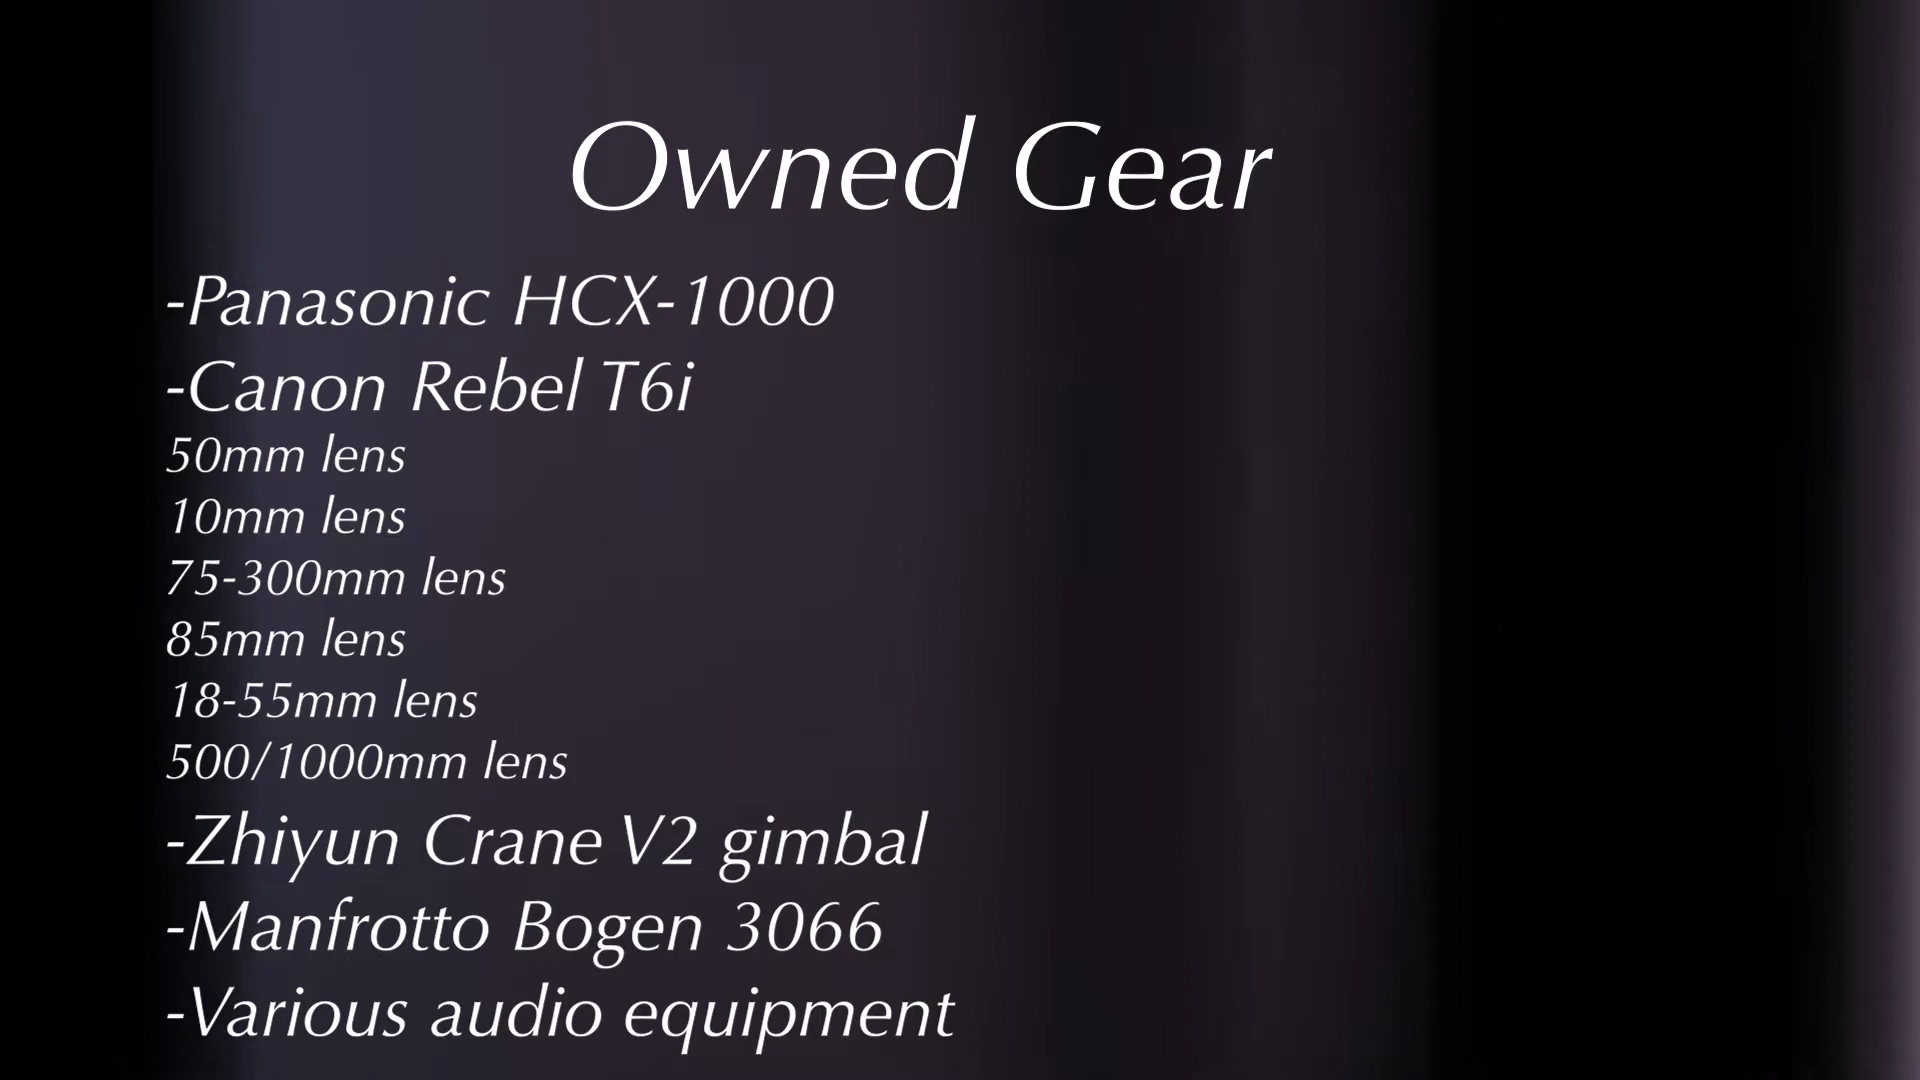 Owned Gear
-Panasonic HCX-1000
-Canon Rebel T6i
50mm lens
10mm lens
75-300mm lens
85mm lens
18-55mm lens
500/1000mm lens
-Zhiyun Crane V2 gimbal
-Manfrotto Bogen 3066
-Various audio equipment